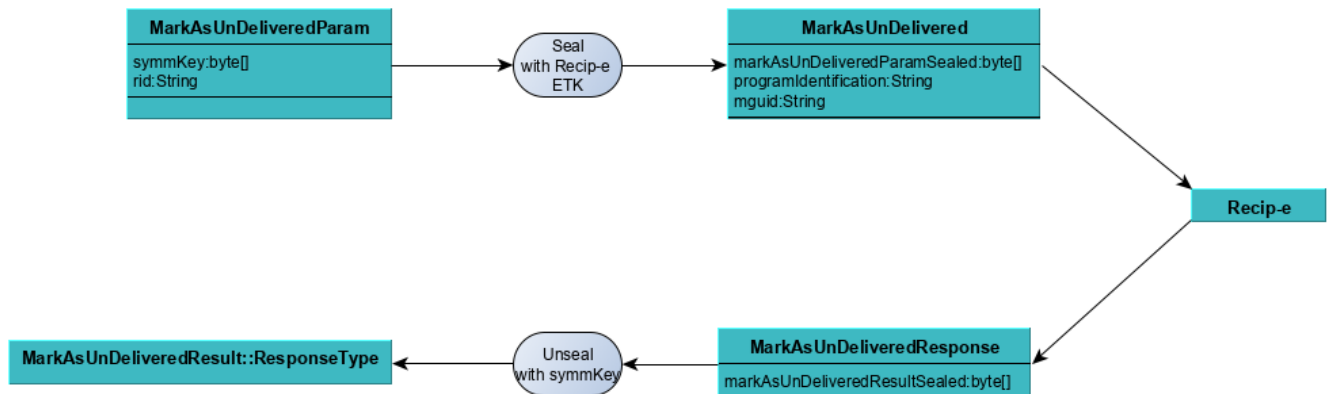 MarkAsUnDeliveredParam
symmKey:byte[]
rid:String
Seal
with Recip-e
ETK
MarkAsUnDelivered
markAsUnDeliveredParamSealed:byte[]
programIdentification:String
mguid:String
Recip-e
MarkAsUnDeliveredResult::ResponseType
Unseal
with symmKey
MarkAsUnDeliveredResponse
markAsUnDeliveredResultSealed:byte[]